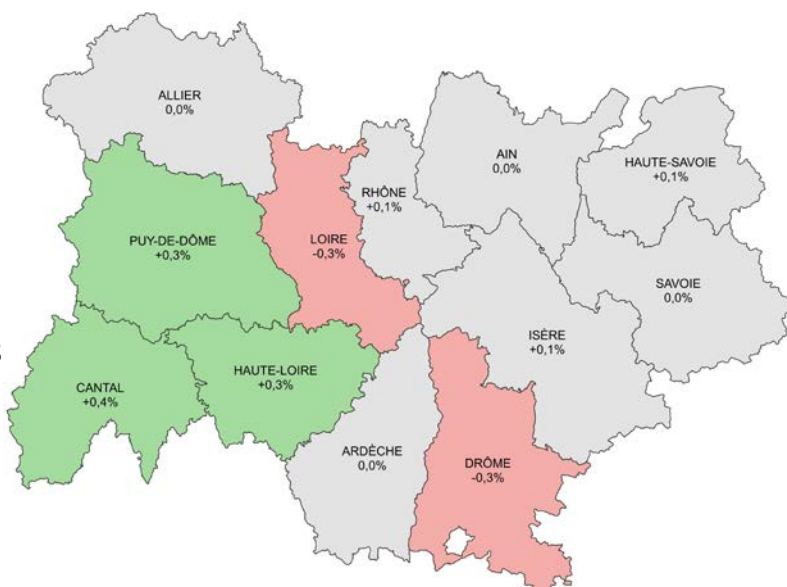 ALLIER
0,0%
AIN
0,0%
HAUTE-SAVOIE
+0,1%
RHÔNE
+0,1%
PUY-DE-DÔME
+0,3%
LOIRE
-0,3%
SAVOIE
0,0%
ISÈRE
+0,1%
HAUTE-LOIRE
+0,3%
CANTAL
+0,4%
ARDÈCHE
0,0%
DRÔME
-0,3%